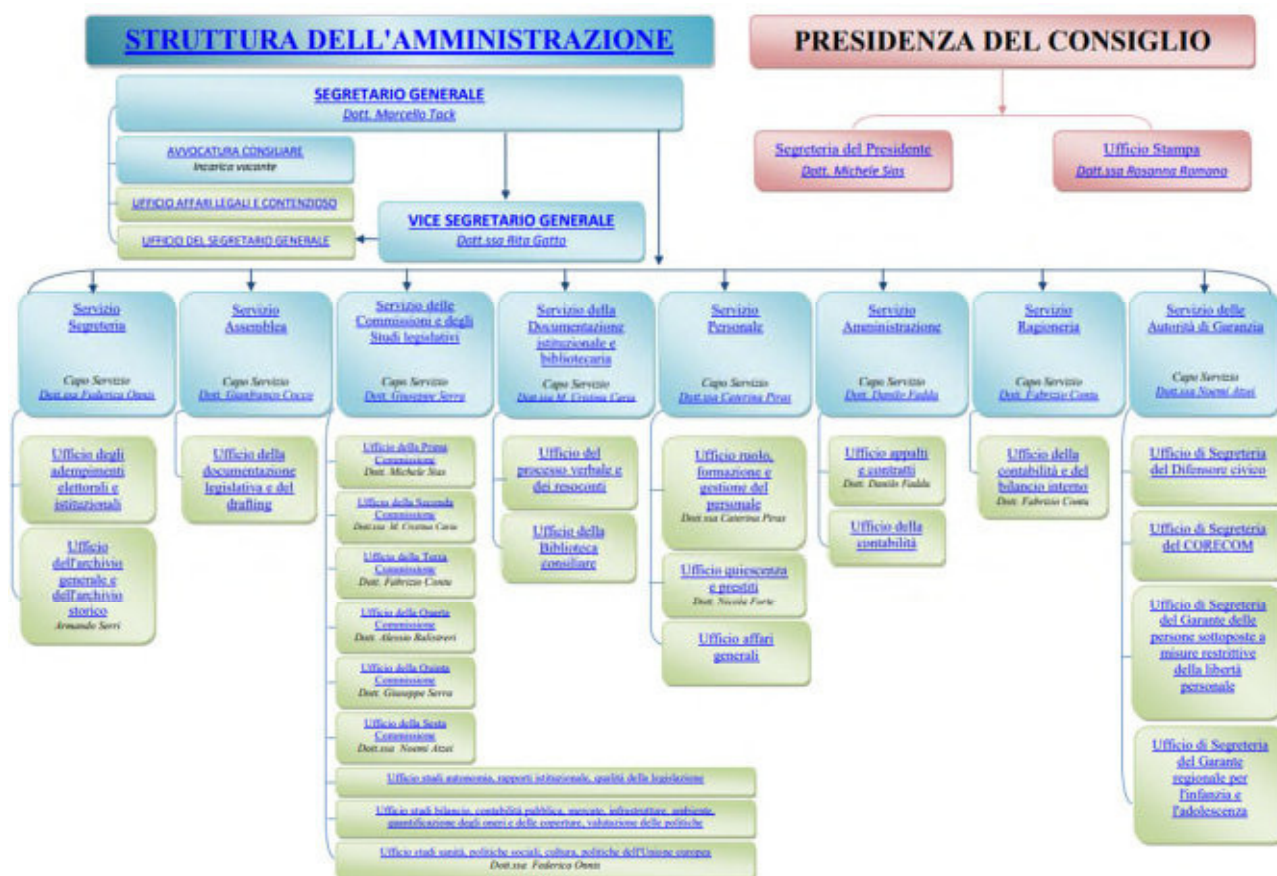 STRUTTURA DELL'AMMINISTRAZIONE
PRESIDENZA DEL CONSIGLIO
SEGRETARIO GENERALE
Dott. Marcello Tack
AVVOCATURA CONSILIARE
Incarico vacante
UFFICIO AFFARI LEGALI E CONTENZIOSO
UFFICIO DEL SEGRETARIO GENERALE
VICE SEGRETARIO GENERALE
Dott.ssa Rita Gatto
Segreteria del Presidente
Dott. Michele Sias
Ufficio Stampa
Dott.ssa Rosanna Romano
Servizio
Segreteria
Capo Servizio
Dott.ssa Federica Onnis
Servizio
Assemblea
Capo Servizio
Dott. Gianfranco Cocco
Servizio delle
Commissioni e degli
Studi legislativi
Capo Servizio
Dott. Giuseppe Serra
Servizio della
Documentazione
istituzionale e
bibliotecaria
Capo Servizio
Dott.ssa M. Cristina Caria
Servizio
Personale
Capo Servizio
Dott.ssa Caterina Piras
Servizio
Amministrazione
Capo Servizio
Dott. Danilo Fadda
Servizio
Ragioneria
Capo Servizio
Dott. Fabrizio Contu
Servizio delle
Autorità di Garanzia
Capo Servizio
Dott.ssa Noemi Atzei
Ufficio degli
adempimenti
elettorali e
istituzionali
Ufficio
dell'archivio
generale e
dell'archivio
storico
Armando Serri
Ufficio della
documentazione
legislativa e del
drafting
Ufficio della Prima
Commissione
Dott. Michele Sias
Ufficio della Seconda
Commissione
Dott.ssa M. Cristina Caria
Ufficio della Terza
Commissione
Dott. Fabrizio Contu
Ufficio della Quarta
Commissione
Dott. Alessio Balistreri
Ufficio della Quinta
Commissione
Dott. Giuseppe Serra
Ufficio della Sesta
Commissione
Dott.ssa Noemi Atzei
Ufficio studi autonomia, rapporti istituzionale, qualità della legislazione
Ufficio studi bilancio, contabilità pubblica, mercato, infrastrutture, ambiente,
quantificazione degli oneri e delle coperture, valutazione delle politiche
Ufficio studi sanità, politiche sociali, cultura, politiche dell'Unione europea
Dott.ssa Federica Onnis
Ufficio del
processo verbale e
dei resoconti
Ufficio della
Biblioteca
consiliare
Ufficio ruolo,
formazione e
gestione del
personale
Dott.ssa Caterina Piras
Ufficio quiescenza
e prestiti
Dott. Nicola Forte
Ufficio affari
generali
Ufficio appalti
e contratti
Dott. Danilo Fadda
Ufficio della
contabilità
Ufficio della
contabilità e del
bilancio interno
Dott. Fabrizio Contu
Ufficio di Segreteria
del Difensore civico
Ufficio di Segreteria
del CORECOM
Ufficio di Segreteria
del Garante delle
persone sottoposte a
misure restrittive
della libertà
personale
Ufficio di Segreteria
del Garante
regionale per
l'infanzia e
l'adolescenza